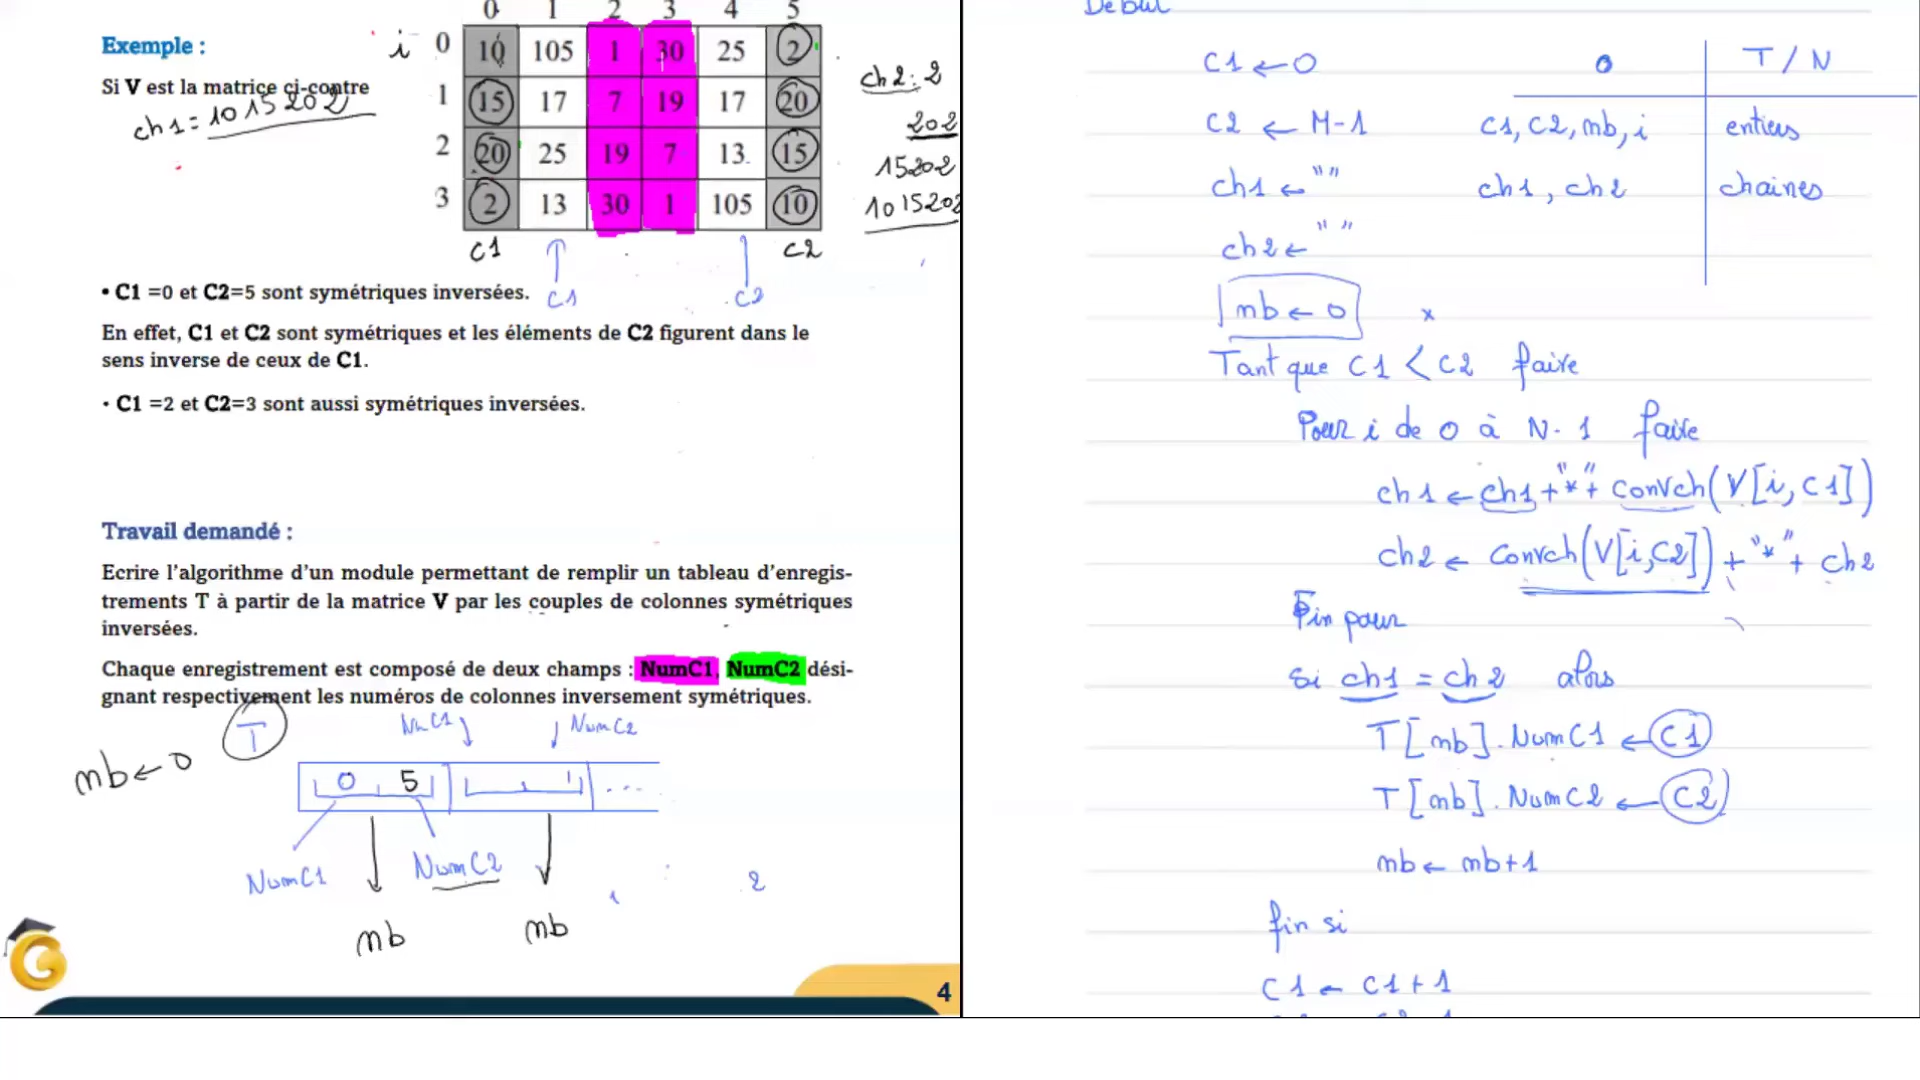 0 1 2 3 4 5
Exemple :
i 0 10 105 1 30 25 2
Si V est la matrice ci-contre
ch1 = 10 15 20 2
1 15 17 7 19 17 20
2 20 25 19 7 13 15
3 2 13 30 1 105 10
C1 C2
ch2 : 2
202
15202
1015202
C1 C2
• C1 =0 et C2=5 sont symétriques inversées.
En effet, C1 et C2 sont symétriques et les éléments de C2 figurent dans le
sens inverse de ceux de C1.
• C1 =2 et C2=3 sont aussi symétriques inversées.
Travail demandé :
Ecrire l'algorithme d'un module permettant de remplir un tableau d'enregis-
trements T à partir de la matrice V par les couples de colonnes symétriques
inversées.
Chaque enregistrement est composé de deux champs : NumC1, NumC2 dési-
gnant respectivement les numéros de colonnes inversement symétriques.
T
NumC2
mb ← 0
0 5 ...
NumC1 NumC2
2
mb mb
4
Début
C1 ← 0
C2 ← M-1
ch1 ← " "
ch2 ← " "
mb ← 0 x
Tant que C1 < C2 faire
Pour i de 0 à N-1 faire
ch1 ← ch1 + "*" + convch(V[i,C1])
ch2 ← convch(V[i,C2]) + "*" + ch2
Fin pour
Si ch1 = ch2 alors
T[mb].NumC1 ← C1
T[mb].NumC2 ← C2
mb ← mb+1
fin si
C1 ← C1+1
O T / N
C1, C2, mb, i entiers
ch1, ch2 chaines